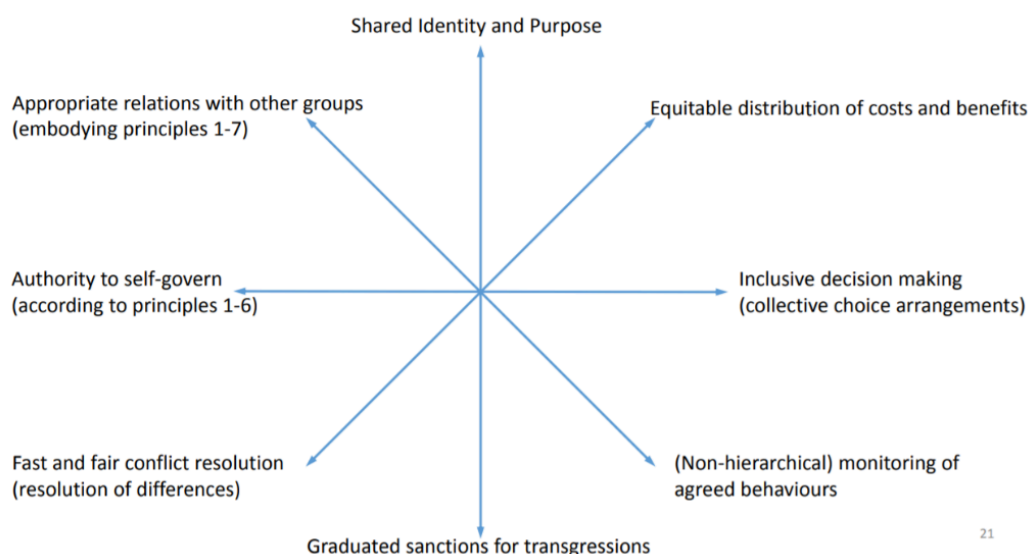 Shared Identity and Purpose
Appropriate relations with other groups
(embodying principles 1-7)
Equitable distribution of costs and benefits
Authority to self-govern
(according to principles 1-6)
Inclusive decision making
(collective choice arrangements)
Fast and fair conflict resolution
(resolution of differences)
(Non-hierarchical) monitoring of
agreed behaviours
Graduated sanctions for transgressions
21